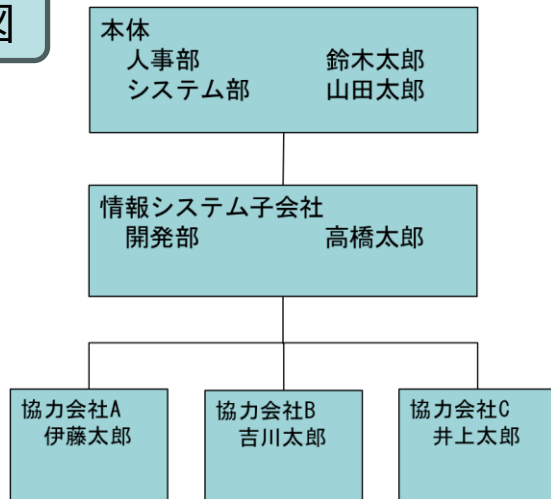 図
本体
人事部 鈴木太郎
システム部 山田太郎
情報システム子会社
開発部 高橋太郎
協力会社A
伊藤太郎
協力会社B
吉川太郎
協力会社C
井上太郎